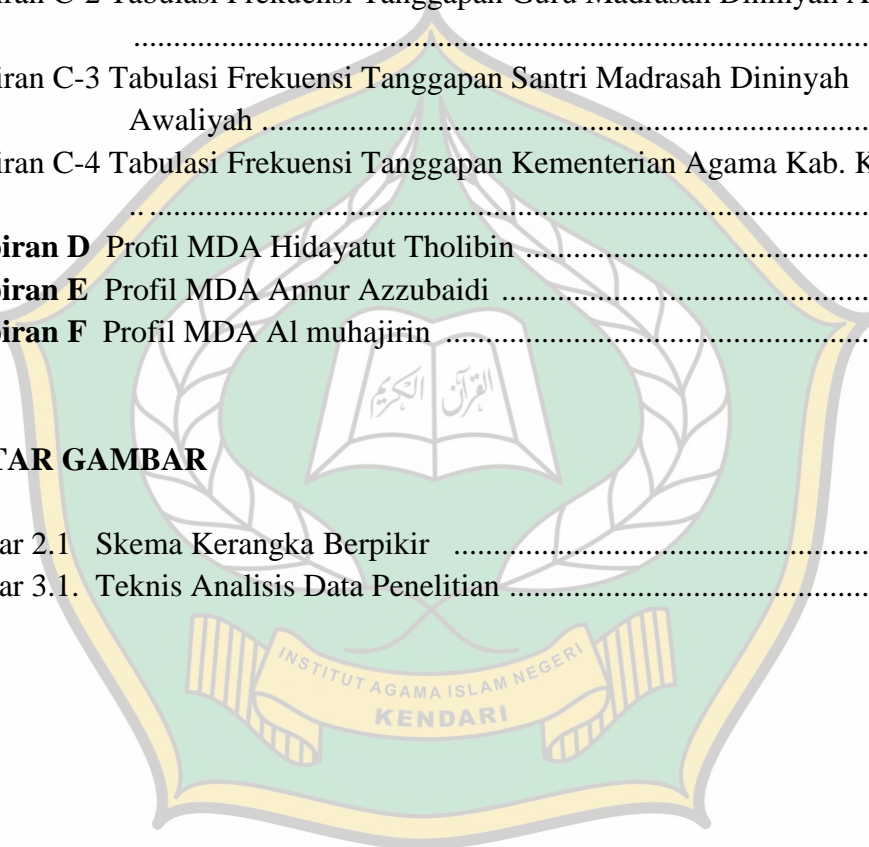 iran C-2 Tabulasi Frekuensi Tanggapan Guru Madrasah Dininyah A
................................................................................
iran C-3 Tabulasi Frekuensi Tanggapan Santri Madrasah Dininyah
Awaliyah ................................................................................
iran C-4 Tabulasi Frekuensi Tanggapan Kementerian Agama Kab. K
................................................................................
iran D Profil MDA Hidayatut Tholibin .............................................
iran E Profil MDA Annur Azzubaidi ................................................
iran F Profil MDA Al muhajirin .....................................................
القرآن الكريم
TAR GAMBAR
ar 2.1 Skema Kerangka Berpikir .....................................................
ar 3.1. Teknis Analisis Data Penelitian ..............................................
INSTITUT AGAMA ISLAM NEGERI
KENDARI